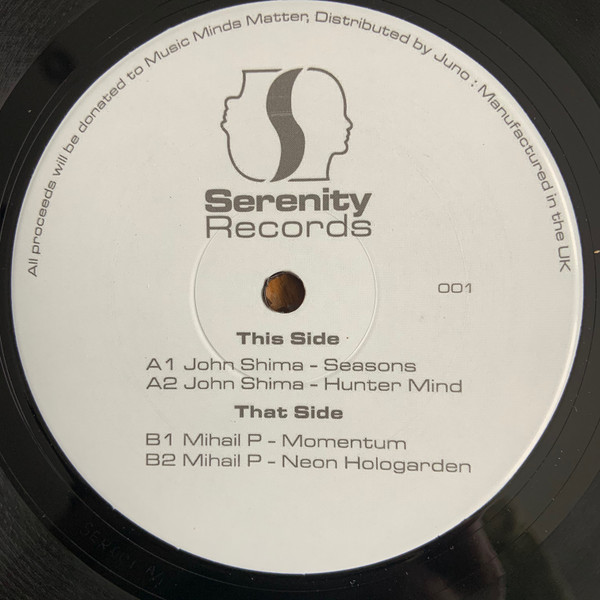 All proceeds will be donated to Music Minds Matter, Distributed by Juno : Manufactured in the UK
Serenity
Records
001
This Side
A1 John Shima - Seasons
A2 John Shima - Hunter Mind
That Side
B1 Mihail P - Momentum
B2 Mihail P - Neon Hologarden